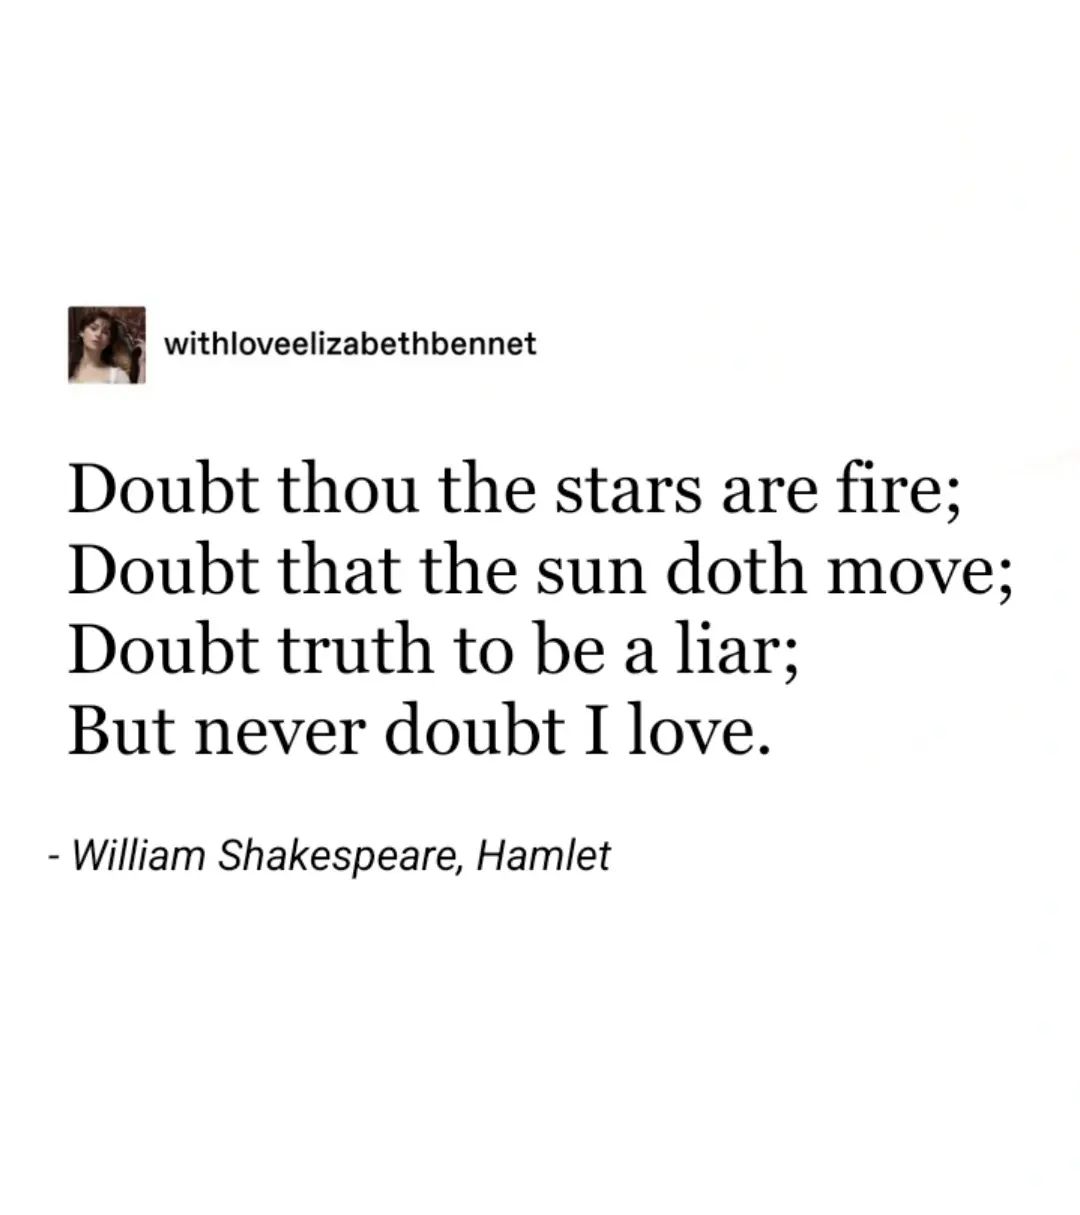 withloveelizabethbennet
Doubt thou the stars are fire;
Doubt that the sun doth move;
Doubt truth to be a liar;
But never doubt I love.
- William Shakespeare, Hamlet